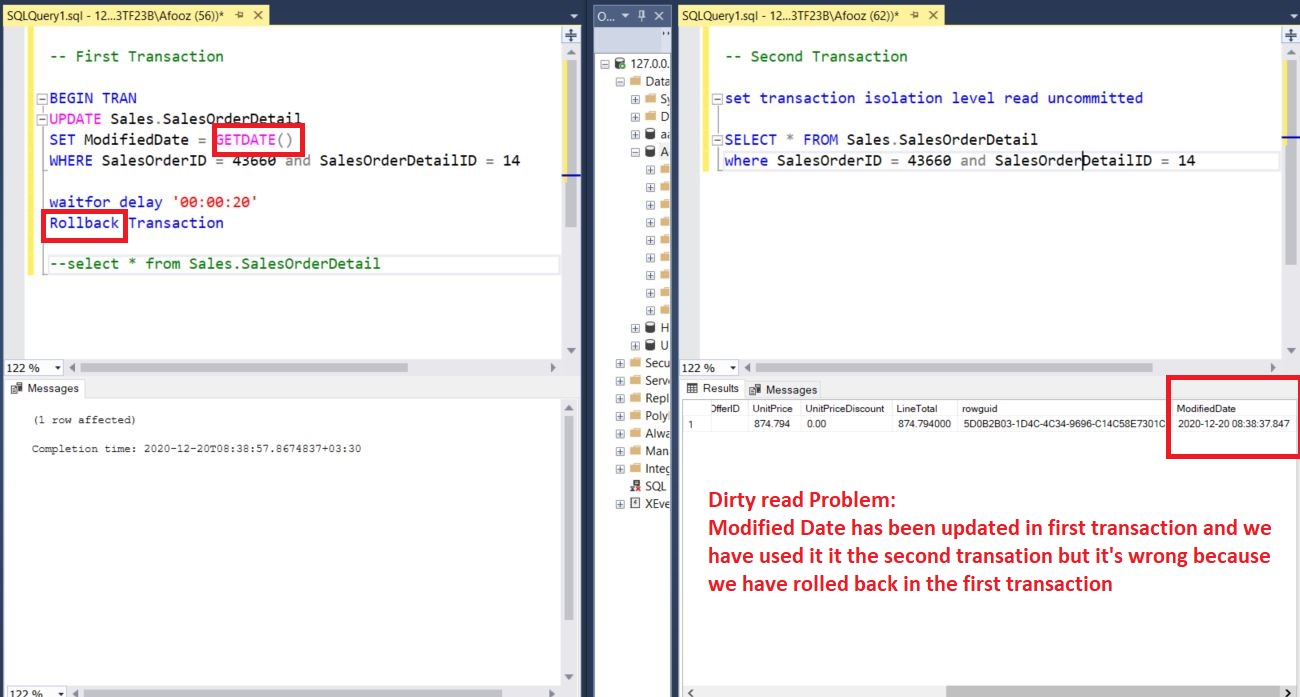 SQLQuery1.sql - 12...3TF23B\Afooz (56))*
-- First Transaction
BEGIN TRAN
UPDATE Sales.SalesOrderDetail
SET ModifiedDate = GETDATE()
WHERE SalesOrderID = 43660 and SalesOrderDetailID = 14
waitfor delay '00:00:20'
Rollback Transaction
--select * from Sales.SalesOrderDetail
122 %
Messages
(1 row affected)
Completion time: 2020-12-20T08:38:57.8674837+03:30
122 %
O...
127.0.0.
Data
Sy
D
aa
A
H
U
Secu
Serve
Repl
Polyl
Alwa
Man
Integ
SQL
XEve
SQLQuery1.sql - 12...3TF23B\Afooz (62))*
-- Second Transaction
set transaction isolation level read uncommitted
SELECT * FROM Sales.SalesOrderDetail
where SalesOrderID = 43660 and SalesOrderDetailID = 14
122 %
Results Messages
OfferID UnitPrice UnitPriceDiscount LineTotal rowguid ModifiedDate
1 874.794 0.00 874.794000 5D0B2B03-1D4C-4C34-9696-C14C58E7301C 2020-12-20 08:38:37.847
Dirty read Problem:
Modified Date has been updated in first transaction and we
have used it it the second transation but it's wrong because
we have rolled back in the first transaction